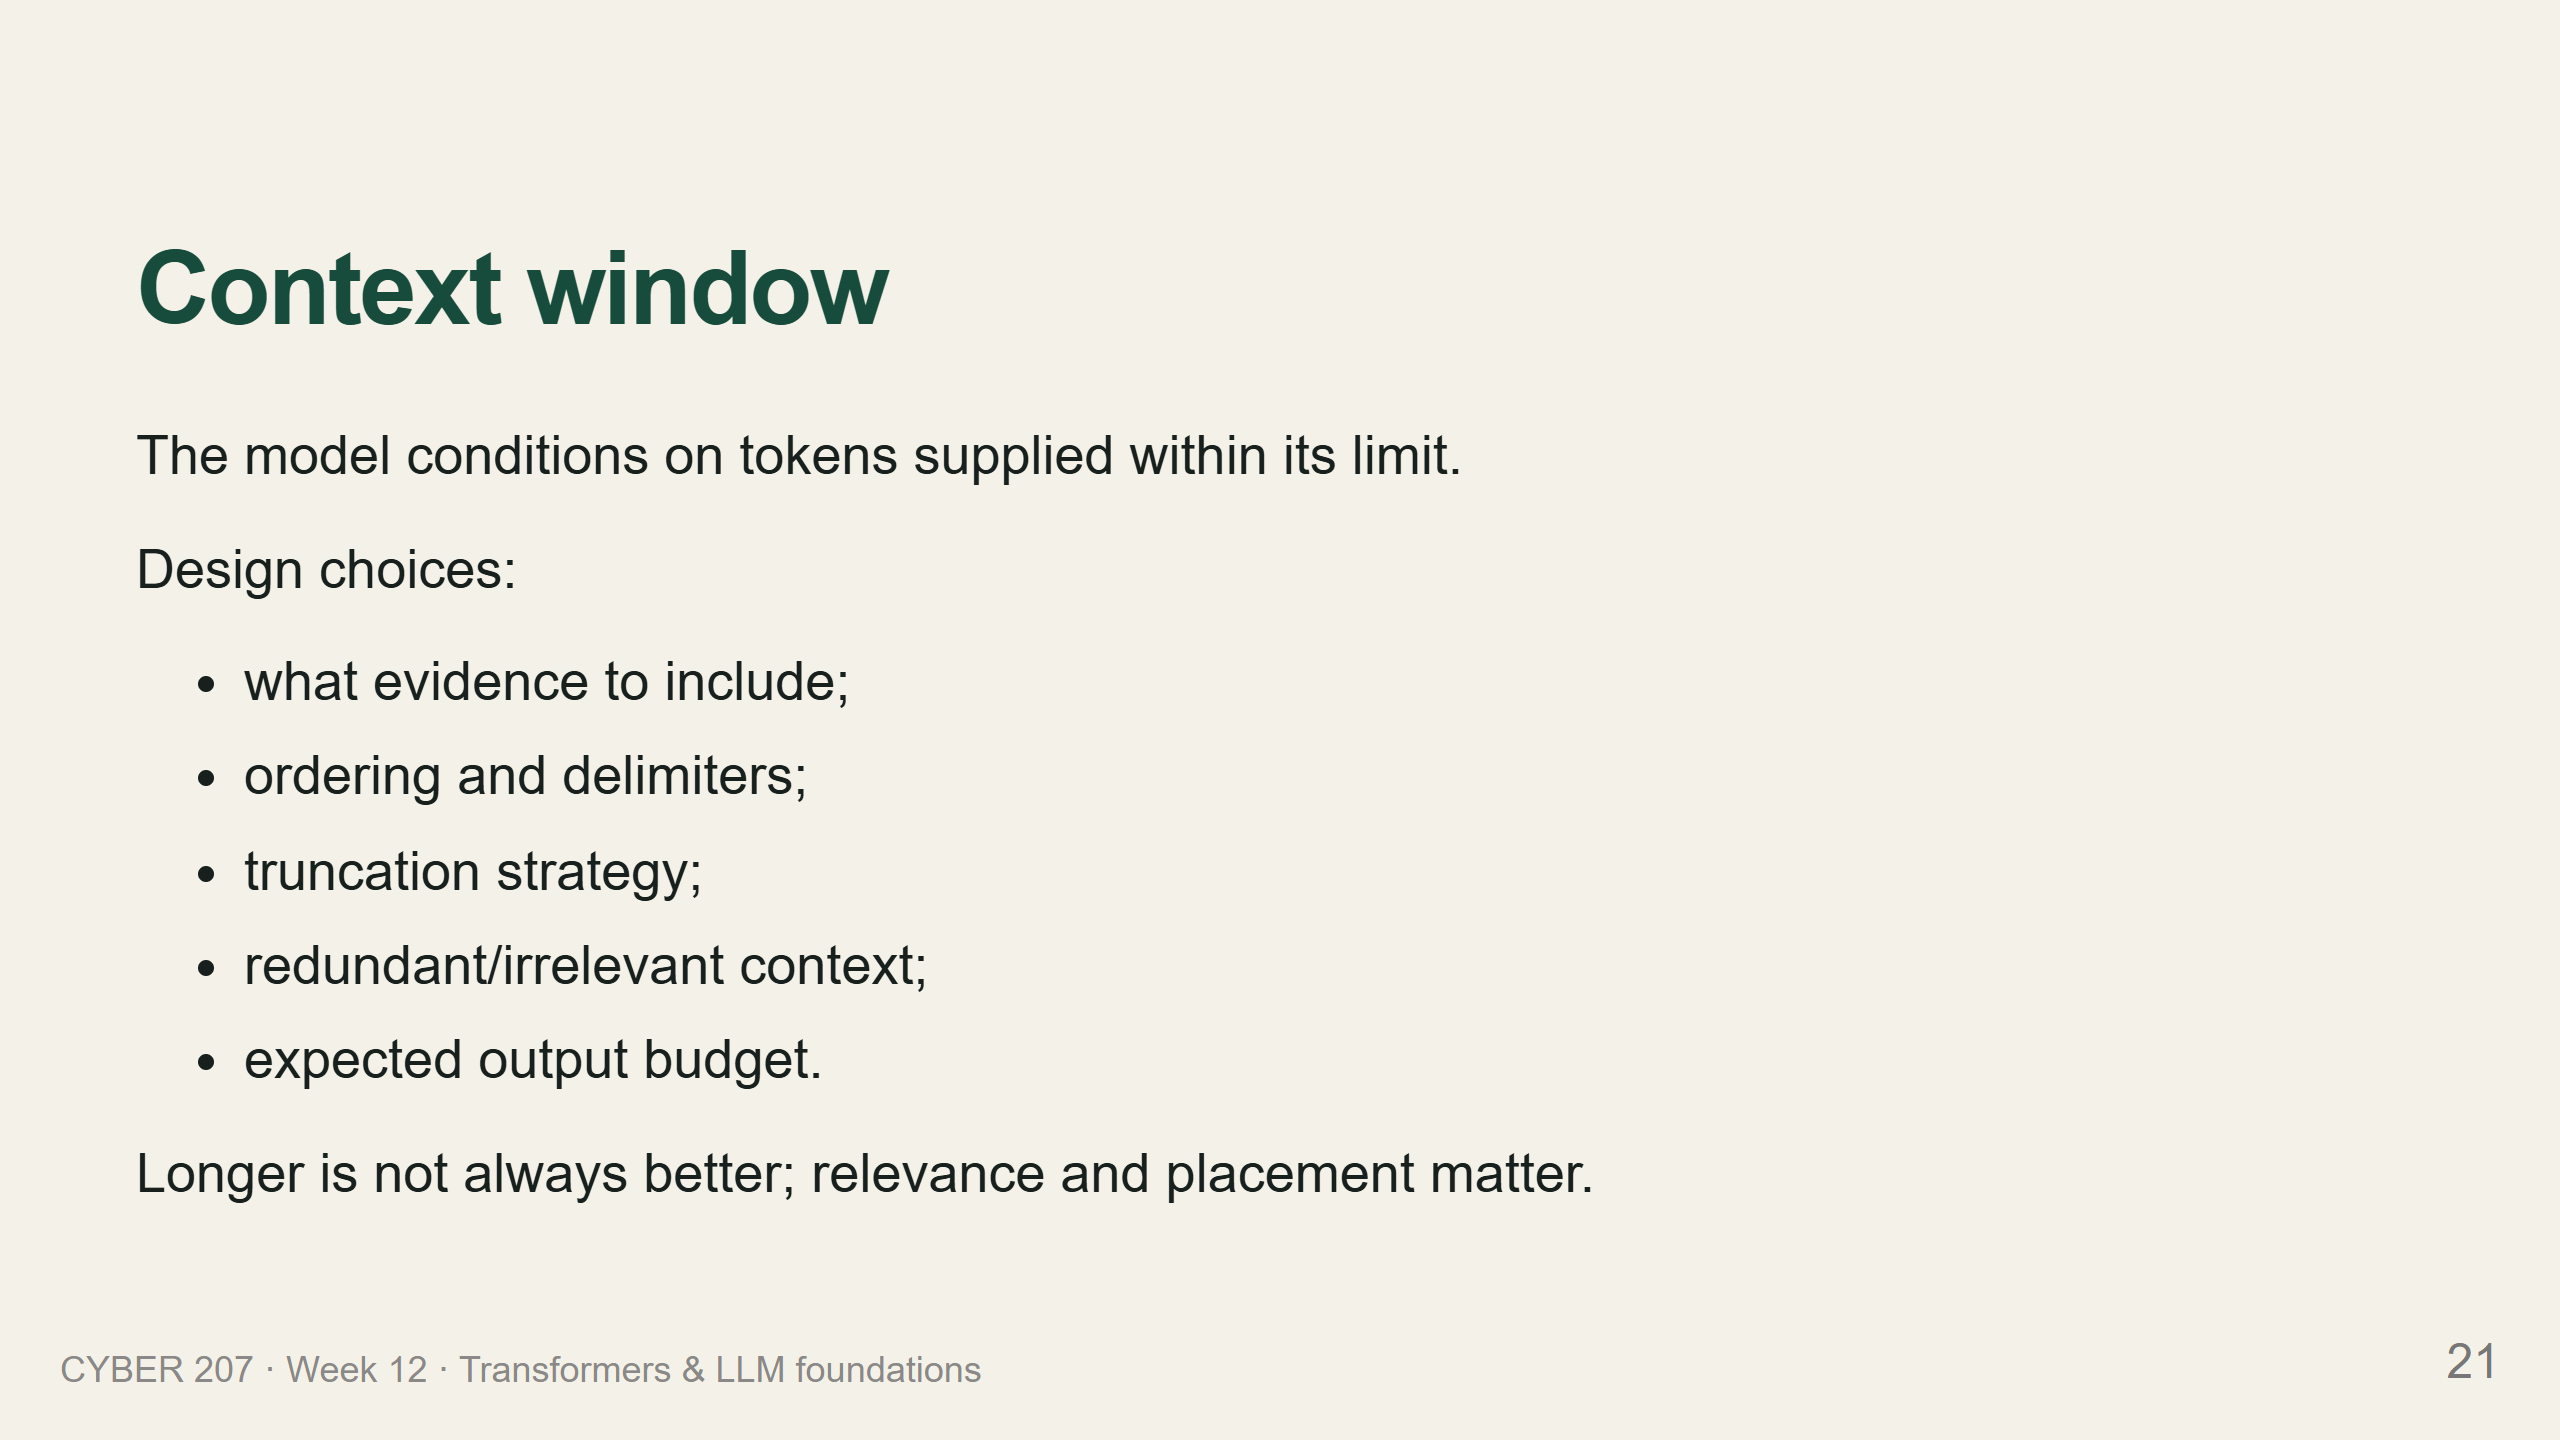 Context window
The model conditions on tokens supplied within its limit.
Design choices:
• what evidence to include;
• ordering and delimiters;
• truncation strategy;
• redundant/irrelevant context;
• expected output budget.
Longer is not always better; relevance and placement matter.
CYBER 207 · Week 12 · Transformers & LLM foundations
21